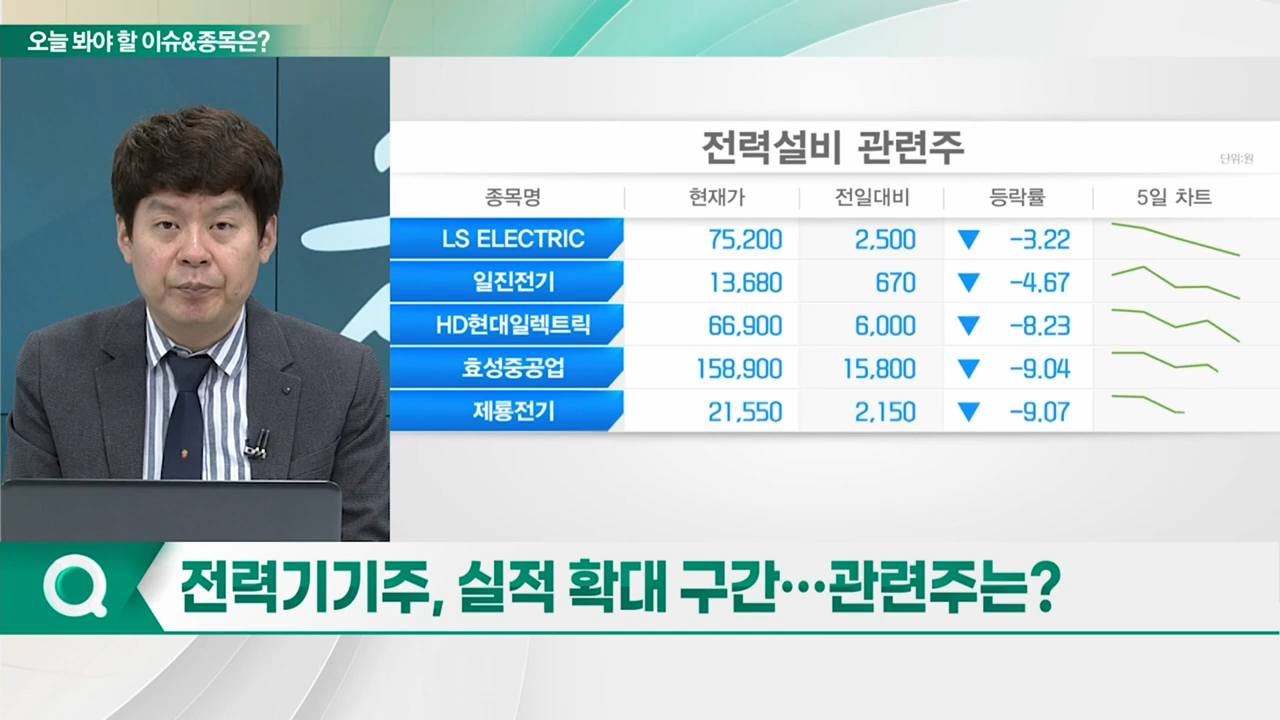 오늘 봐야 할 이슈&종목은?
전력설비 관련주
단위:원
종목명 현재가 전일대비 등락률 5일 차트
LS ELECTRIC 75,200 2,500 ▼ -3.22
일진전기 13,680 670 ▼ -4.67
HD현대일렉트릭 66,900 6,000 ▼ -8.23
효성중공업 158,900 15,800 ▼ -9.04
제룡전기 21,550 2,150 ▼ -9.07
Q 전력기기주, 실적 확대 구간…관련주는?